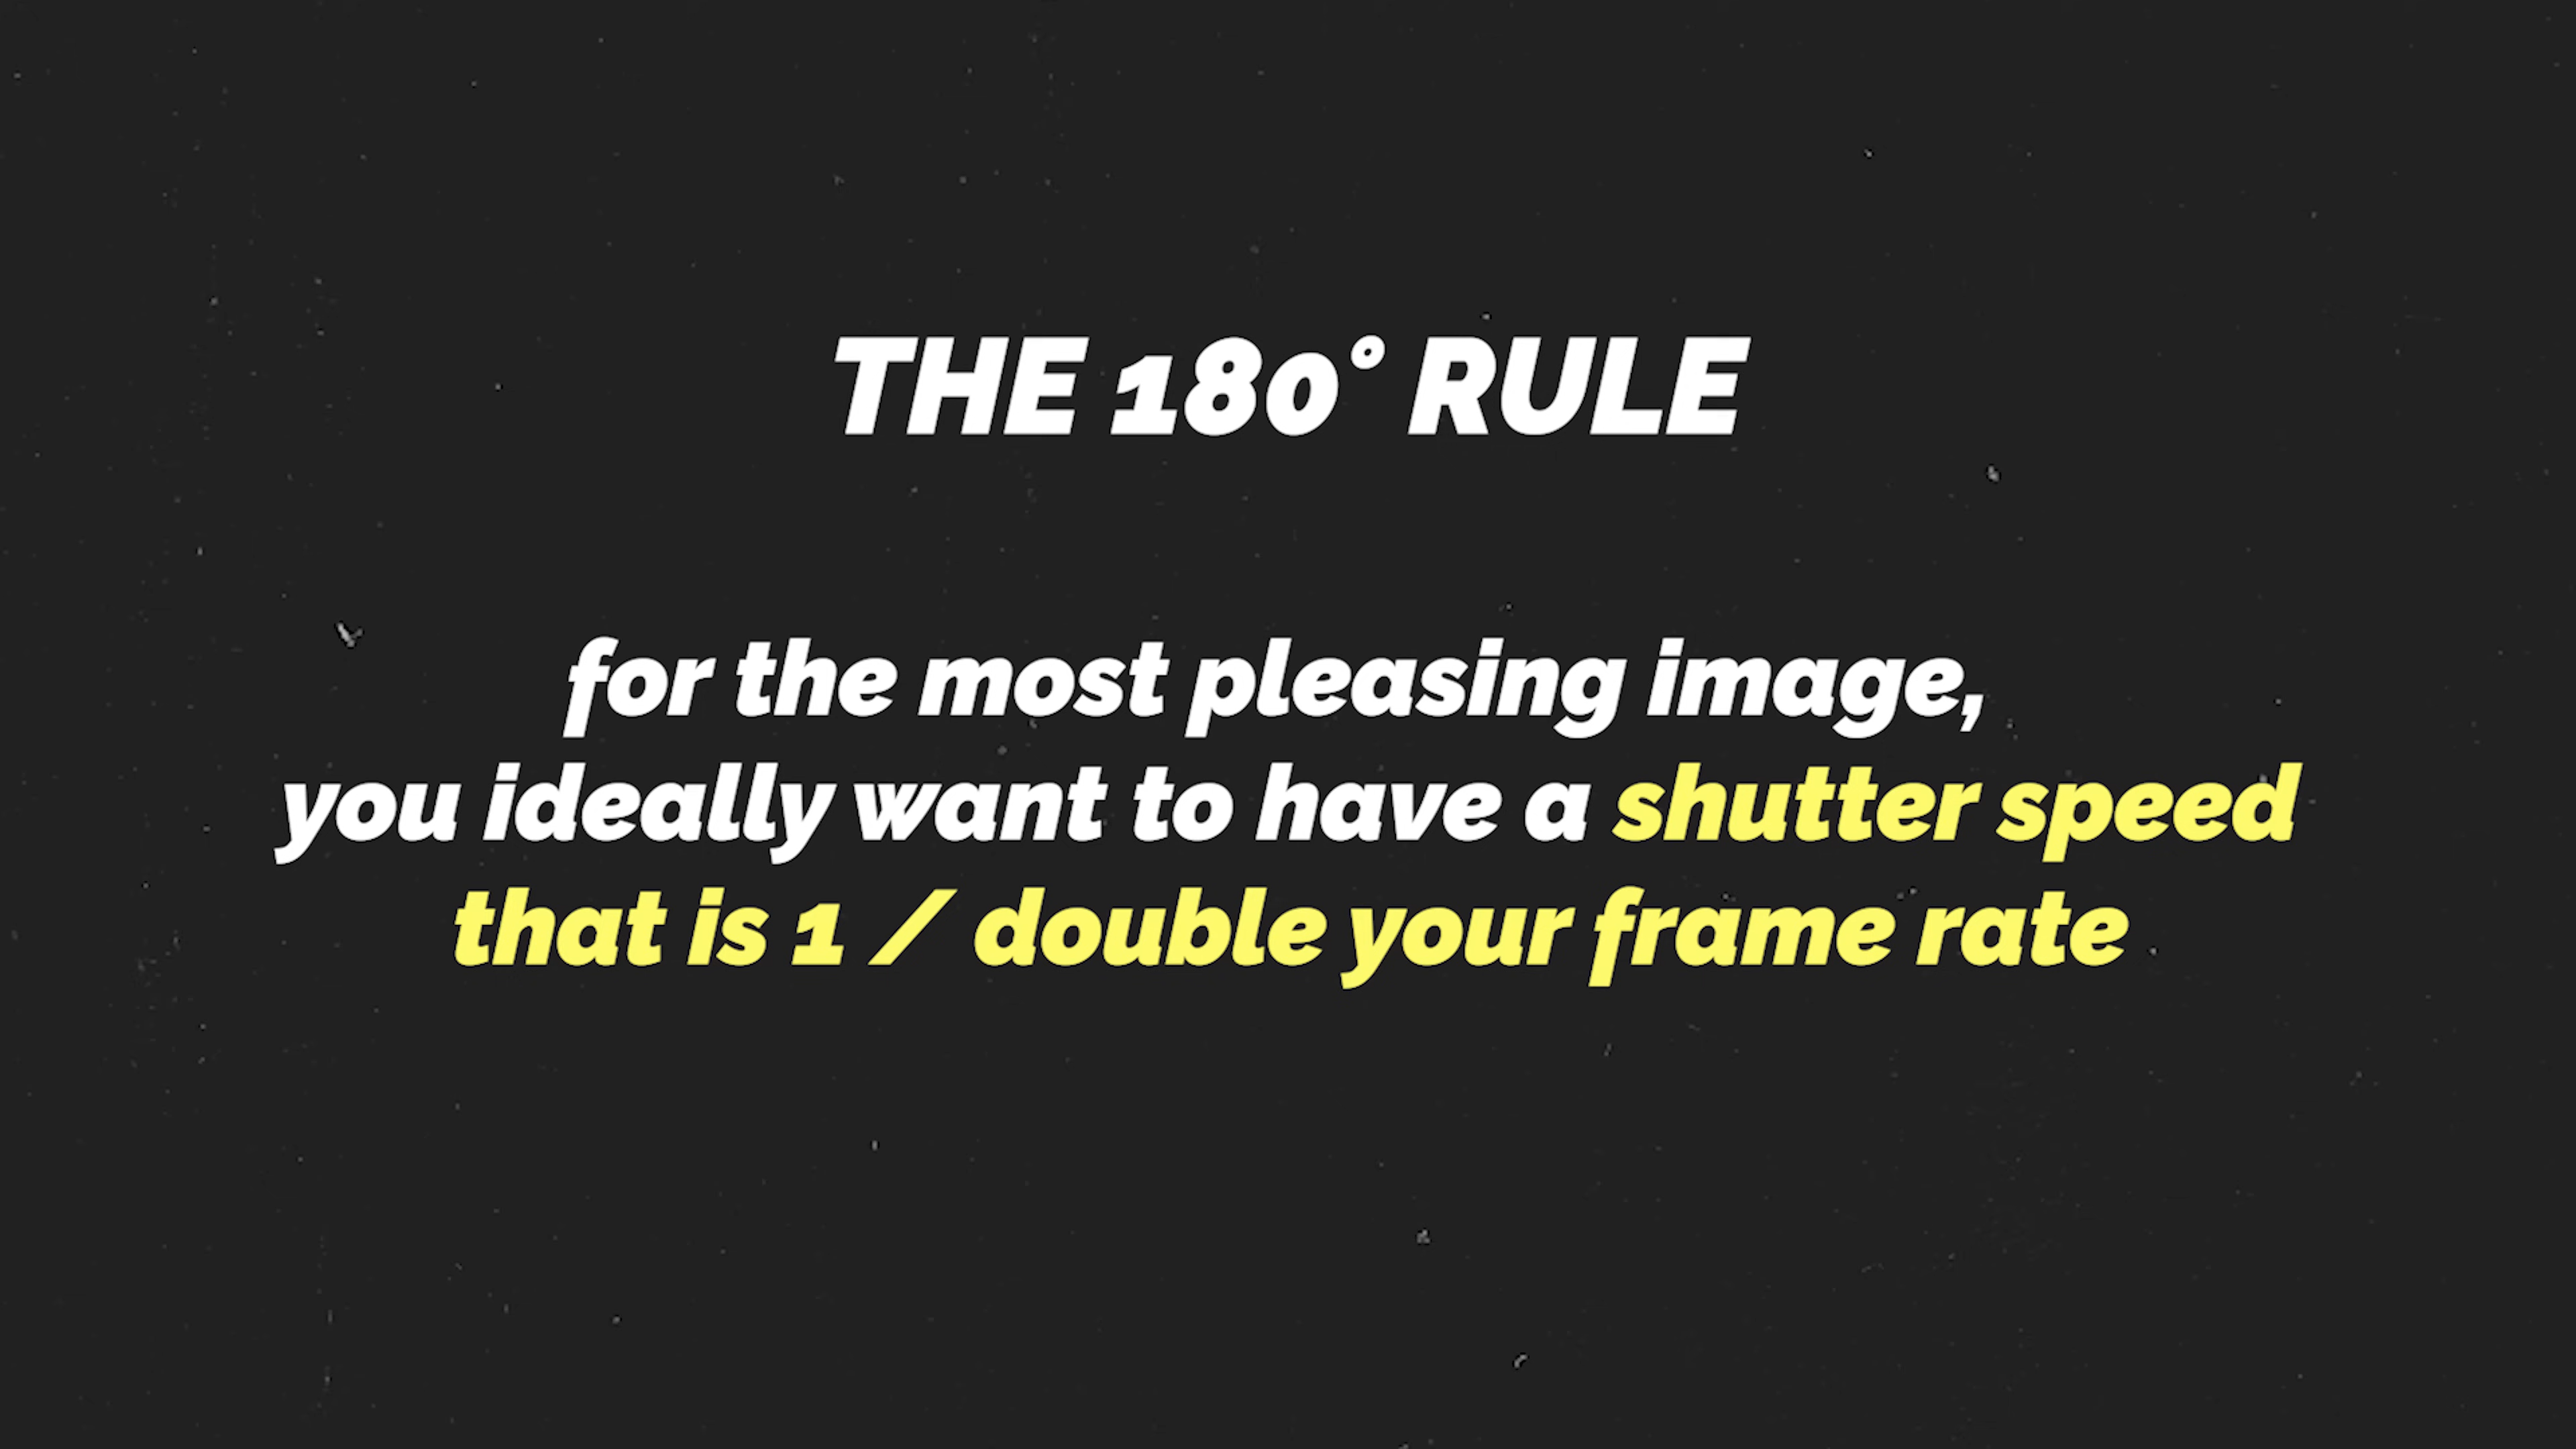 THE 180° RULE
for the most pleasing image,
you ideally want to have a shutter speed
that is 1 / double your frame rate